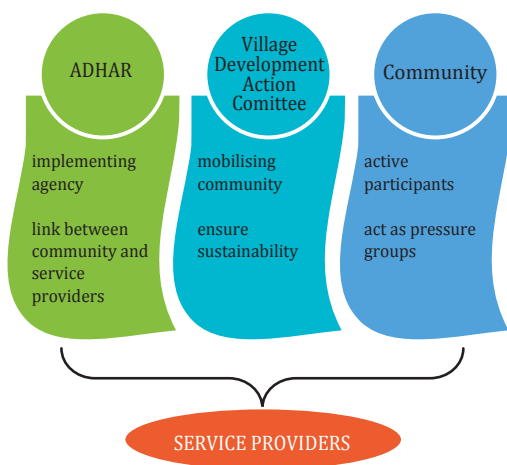 ADHAR
implementing
agency
link between
community and
service
providers
Village
Development
Action
Comittee
mobilising
community
ensure
sustainability
Community
active
participants
act as pressure
groups
SERVICE PROVIDERS